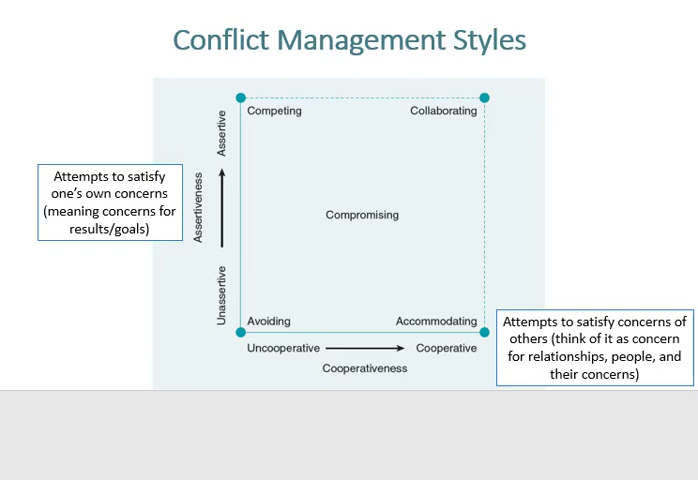 Conflict Management Styles
Competing
Collaborating
Assertive
Attempts to satisfy
one's own concerns
(meaning concerns for
results/goals)
Assertiveness
Compromising
Unassertive
Avoiding
Accommodating
Attempts to satisfy concerns of
others (think of it as concern
for relationships, people, and
their concerns)
Uncooperative
Cooperative
Cooperativeness